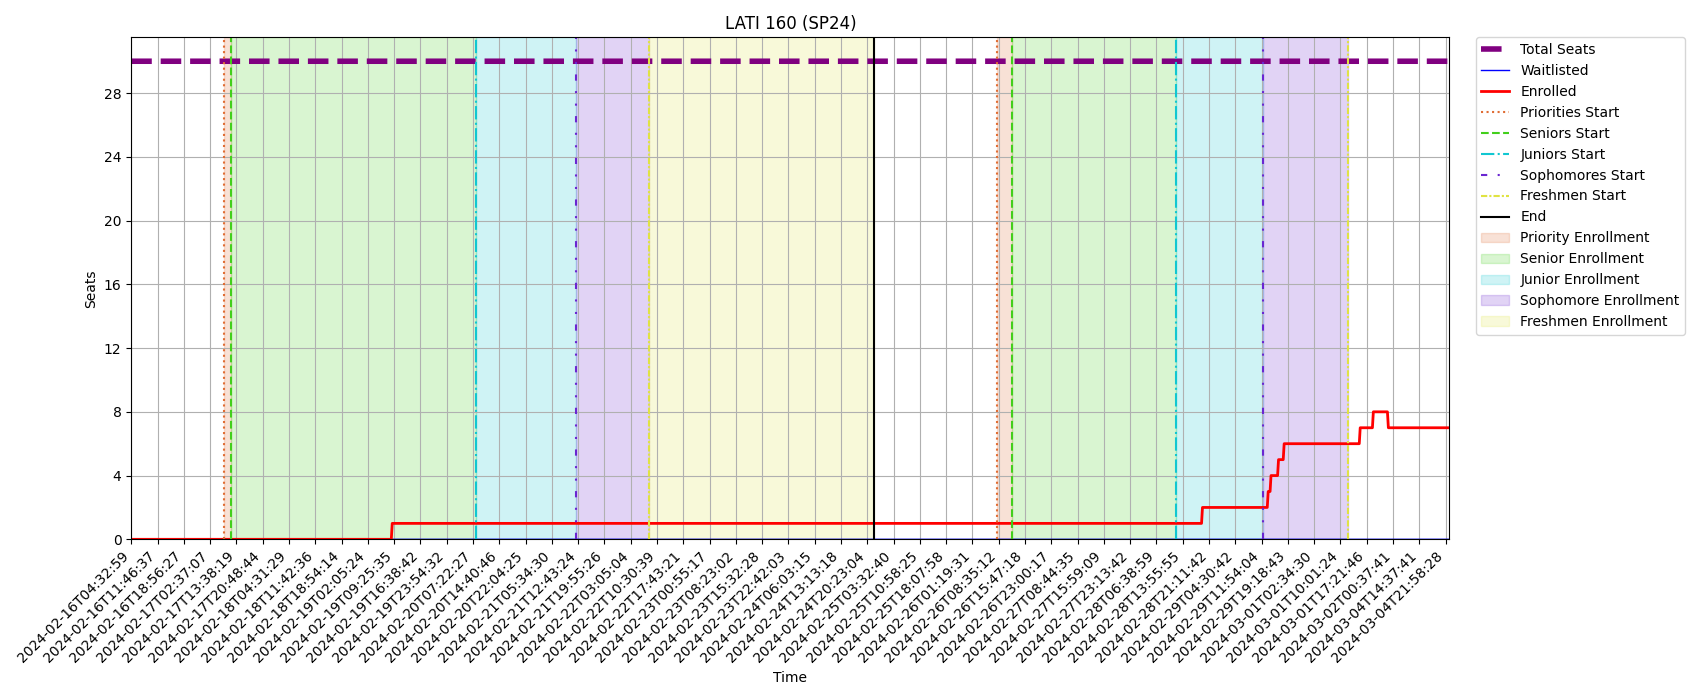 LATI 160 (SP24)
Seats
28
24
20
16
12
8
4
0
2024-02-16T04:32:59
2024-02-16T11:46:37
2024-02-16T18:56:27
2024-02-17T02:37:07
2024-02-17T13:38:19
2024-02-17T20:48:44
2024-02-18T04:31:29
2024-02-18T11:42:36
2024-02-18T18:54:14
2024-02-19T02:05:24
2024-02-19T09:25:35
2024-02-19T16:38:42
2024-02-19T23:54:32
2024-02-20T07:22:27
2024-02-20T14:40:46
2024-02-20T22:04:25
2024-02-21T05:34:30
2024-02-21T12:43:24
2024-02-21T19:55:26
2024-02-22T03:05:04
2024-02-22T10:30:39
2024-02-22T17:43:21
2024-02-23T00:55:17
2024-02-23T08:23:02
2024-02-23T15:32:28
2024-02-23T22:42:03
2024-02-24T06:03:15
2024-02-24T13:13:18
2024-02-24T20:23:04
2024-02-25T03:32:40
2024-02-25T10:58:25
2024-02-25T18:07:58
2024-02-26T01:19:31
2024-02-26T08:35:12
2024-02-26T15:47:18
2024-02-26T23:00:17
2024-02-27T08:44:35
2024-02-27T15:59:09
2024-02-27T23:13:42
2024-02-28T06:38:59
2024-02-28T13:55:55
2024-02-28T21:11:42
2024-02-29T04:30:42
2024-02-29T11:54:04
2024-02-29T19:18:43
2024-03-01T02:34:30
2024-03-01T10:01:24
2024-03-01T17:21:46
2024-03-02T00:37:41
2024-03-04T14:37:41
2024-03-04T21:58:28
Time
Total Seats
Waitlisted
Enrolled
Priorities Start
Seniors Start
Juniors Start
Sophomores Start
Freshmen Start
End
Priority Enrollment
Senior Enrollment
Junior Enrollment
Sophomore Enrollment
Freshmen Enrollment